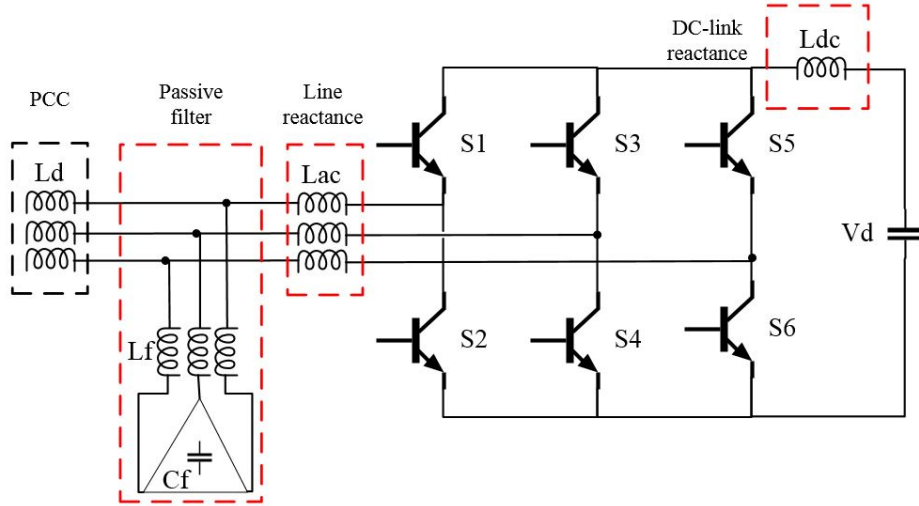 DC-link
reactance
Ldc
PCC
Passive
filter
Line
reactance
Ld
Lac
S1
S3
S5
Vd
Lf
S2
S4
S6
Cf